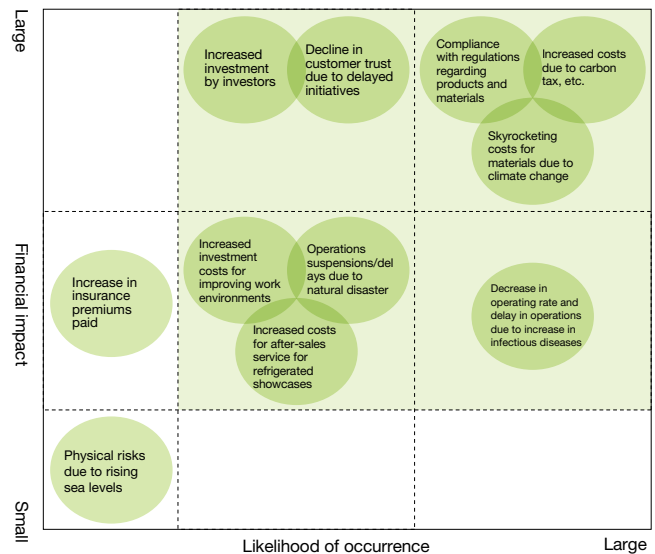 Large
Increased
investment
by investors
Decline in
customer trust
due to delayed
initiatives
Compliance
with regulations
regarding
products and
materials
Increased costs
due to carbon
tax, etc.
Skyrocketing
costs for
materials due to
climate change
Financial impact
Increase in
insurance
premiums
paid
Increased
investment
costs for
improving work
environments
Operations
suspensions/del
ays due to
natural disaster
Increased costs
for after-sales
service for
refrigerated
showcases
Decrease in
operating rate and
delay in operations
due to increase in
infectious diseases
Physical risks
due to rising
sea levels
Small
Likelihood of occurrence
Large